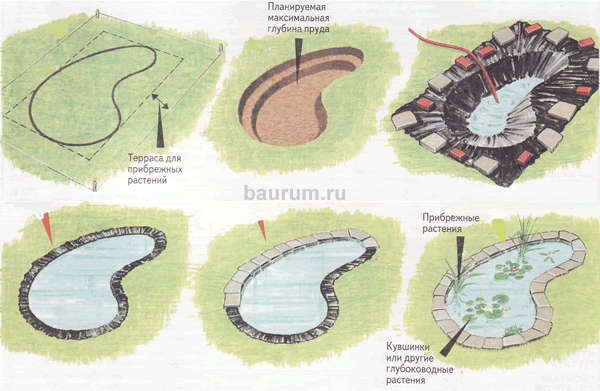 Планируемая
максимальная
глубина пруда
Терраса для
прибрежных
растений
baurum.ru
Прибрежные
растения
Кувшинки
или другие
глубоководные
растения